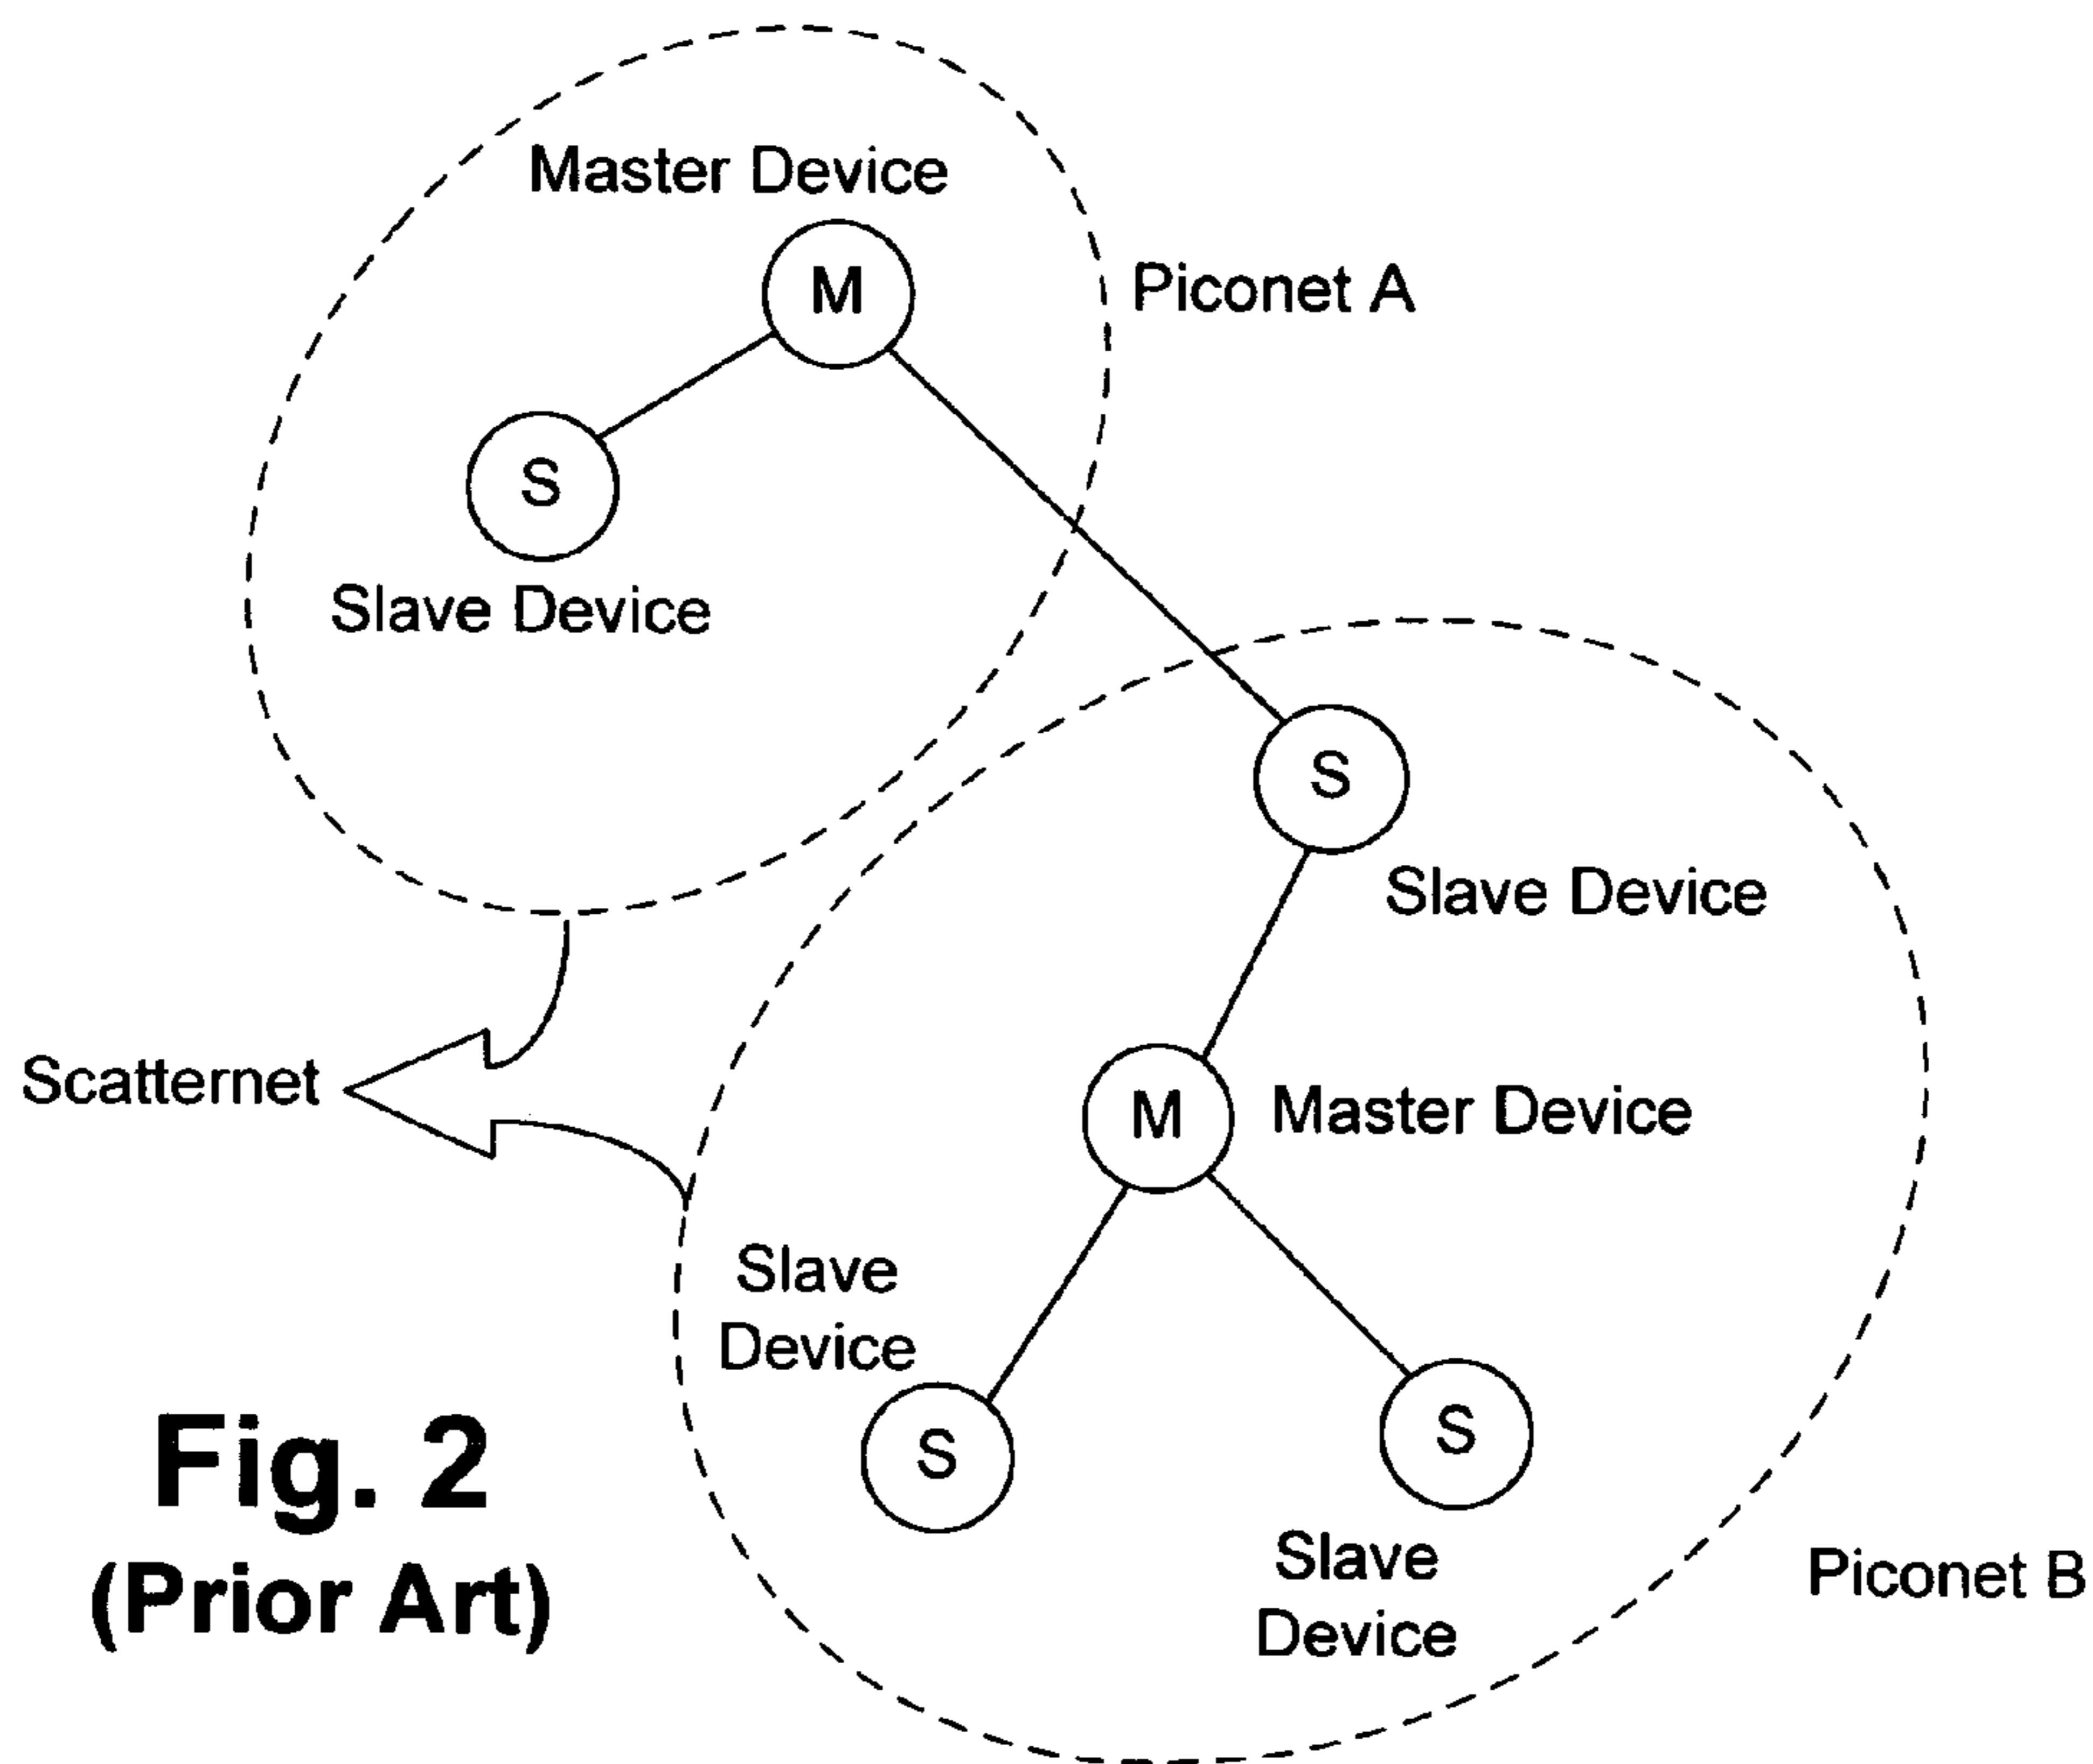 Master Device
M
Piconet A
S
Slave Device
S
Slave Device
Scatternet
M
Master Device
Slave
Device
S
S
Slave
Device
Piconet B
Fig. 2
(Prior Art)